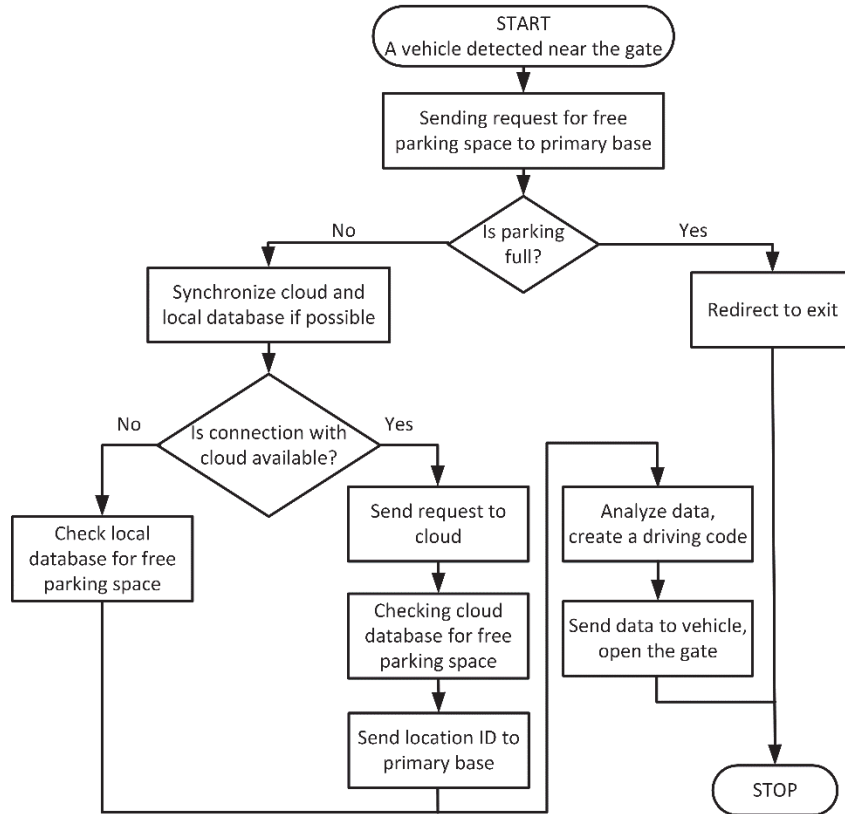 START
A vehicle detected near the gate
Sending request for free
parking space to primary base
Is parking
full?
No
Yes
Synchronize cloud and
local database if possible
Redirect to exit
Is connection with
cloud available?
No
Yes
Check local
database for free
parking space
Send request to
cloud
Checking cloud
database for free
parking space
Send location ID to
primary base
Analyze data,
create a driving code
Send data to vehicle,
open the gate
STOP